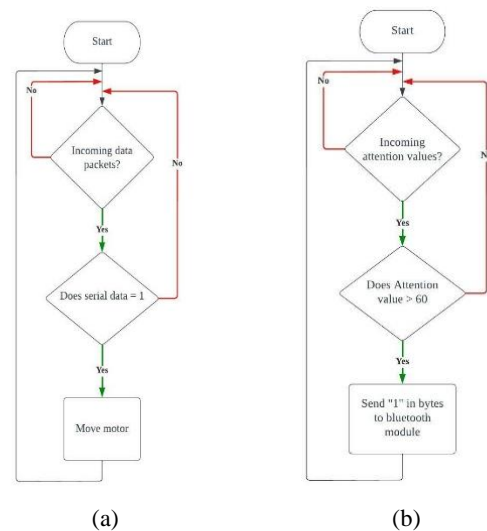 Start
No
Incoming data
packets?
No
Yes
Does serial data = 1
Yes
Move motor
(a)
Start
No
Incoming
attention values?
No
Yes
Does Attention
value > 60
Yes
Send "1" in bytes
to bluetooth
module
(b)